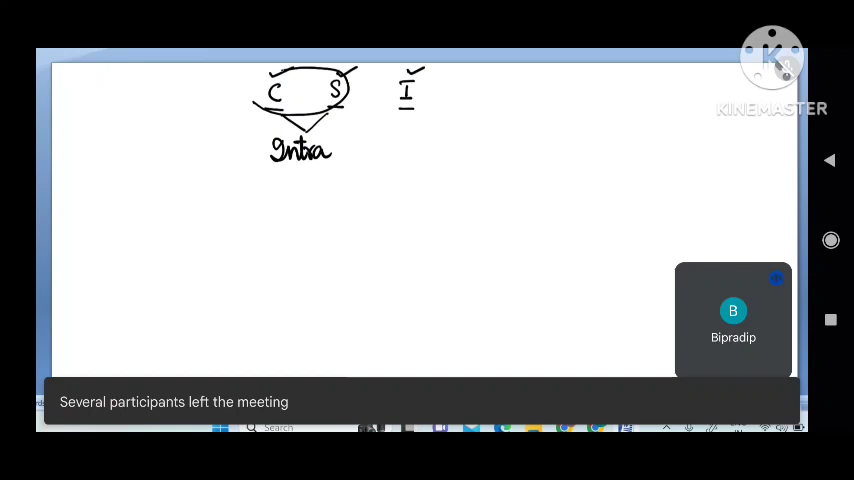 C S I
Intra
KINEMASTER
B
Bipradip
Several participants left the meeting
Search